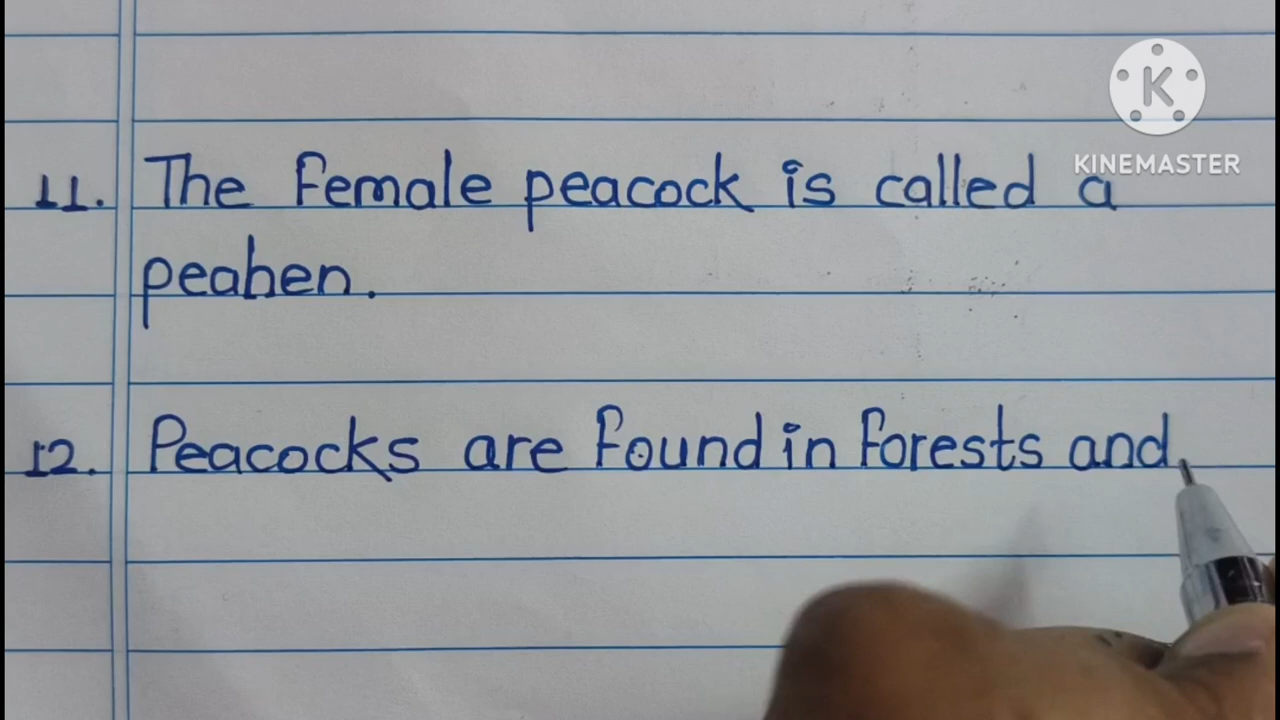 KINEMASTER
11. The Female peacock is called a
peahen.
12. Peacocks are Found in Forests and